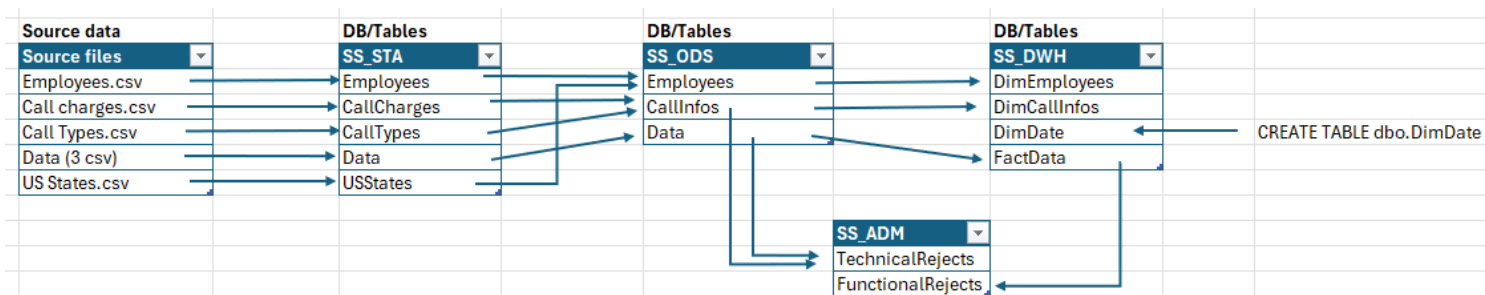 Source data DB/Tables DB/Tables DB/Tables
Source files SS_STA SS_ODS SS_DWH
Employees.csv Employees Employees DimEmployees
Call charges.csv CallCharges CallInfos DimCallInfos
Call Types.csv CallTypes Data DimDate CREATE TABLE dbo.DimDate
Data (3 csv) Data FactData
US States.csv USStates
SS_ADM
TechnicalRejects
FunctionalRejects